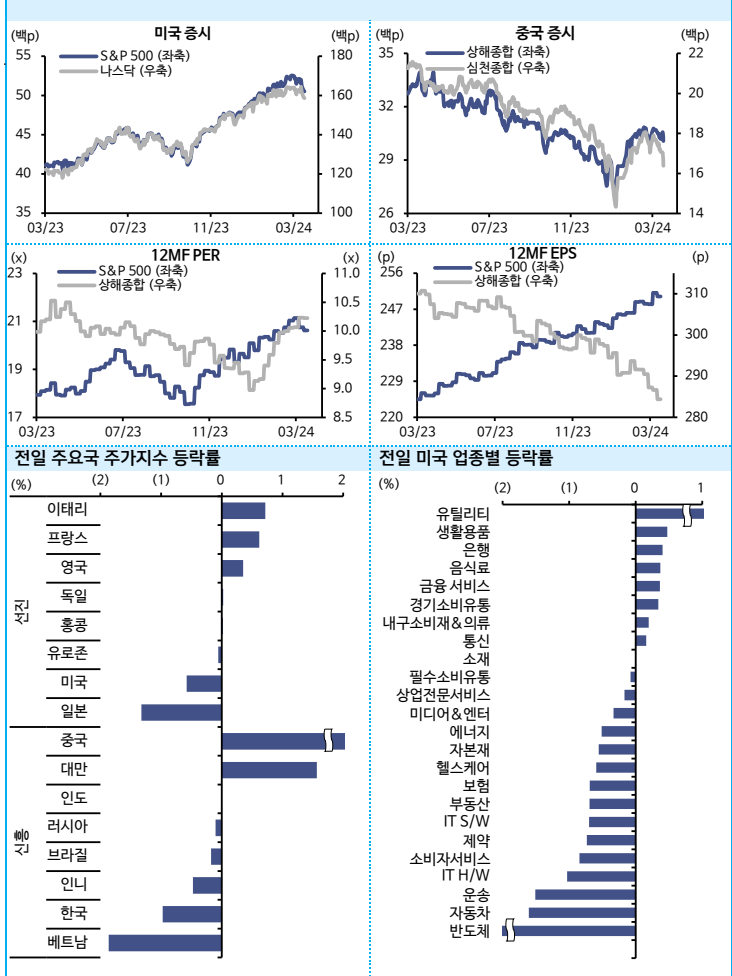 미국 증시
(백p) (백p)
S&P 500 (좌축)
나스닥 (우축)
55 180
50 160
45 140
40 120
35 100
03/23 07/23 11/23 03/24
중국 증시
(백p) (백p)
상해종합 (좌축)
심천종합 (우축)
35 22
32 20
29 18
26 16
14
03/23 07/23 11/23 03/24
12MF PER
(x) (x)
S&P 500 (좌축)
상해종합 (우축)
23 11.0
21 10.5
19 10.0
17 9.5
9.0
8.5
03/23 07/23 11/23 03/24
12MF EPS
(p) (p)
S&P 500 (좌축)
상해종합 (우축)
256 310
247 300
238 290
229 280
220
03/23 07/23 11/23 03/24
전일 주요국 주가지수 등락률
(%) (2) (1) 0 1 2
선진
이태리
프랑스
영국
독일
홍콩
유로존
미국
일본
신흥
중국
대만
인도
러시아
브라질
인니
한국
베트남
전일 미국 업종별 등락률
(%) (2) (1) 0 1
유틸리티
생활용품
은행
음식료
금융 서비스
경기소비유통
내구소비재&의류
통신
소재
필수소비유통
상업전문서비스
미디어&엔터
에너지
자본재
헬스케어
보험
부동산
IT S/W
제약
소비자서비스
IT H/W
운송
자동차
반도체